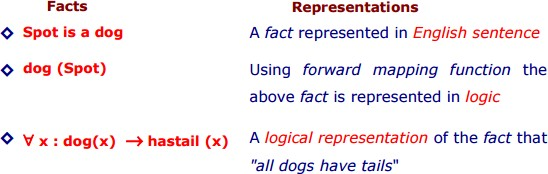 Facts Representations
Spot is a dog A fact represented in English sentence
dog (Spot) Using forward mapping function the
above fact is represented in logic
∀ x : dog(x) → hastail (x) A logical representation of the fact that
"all dogs have tails"